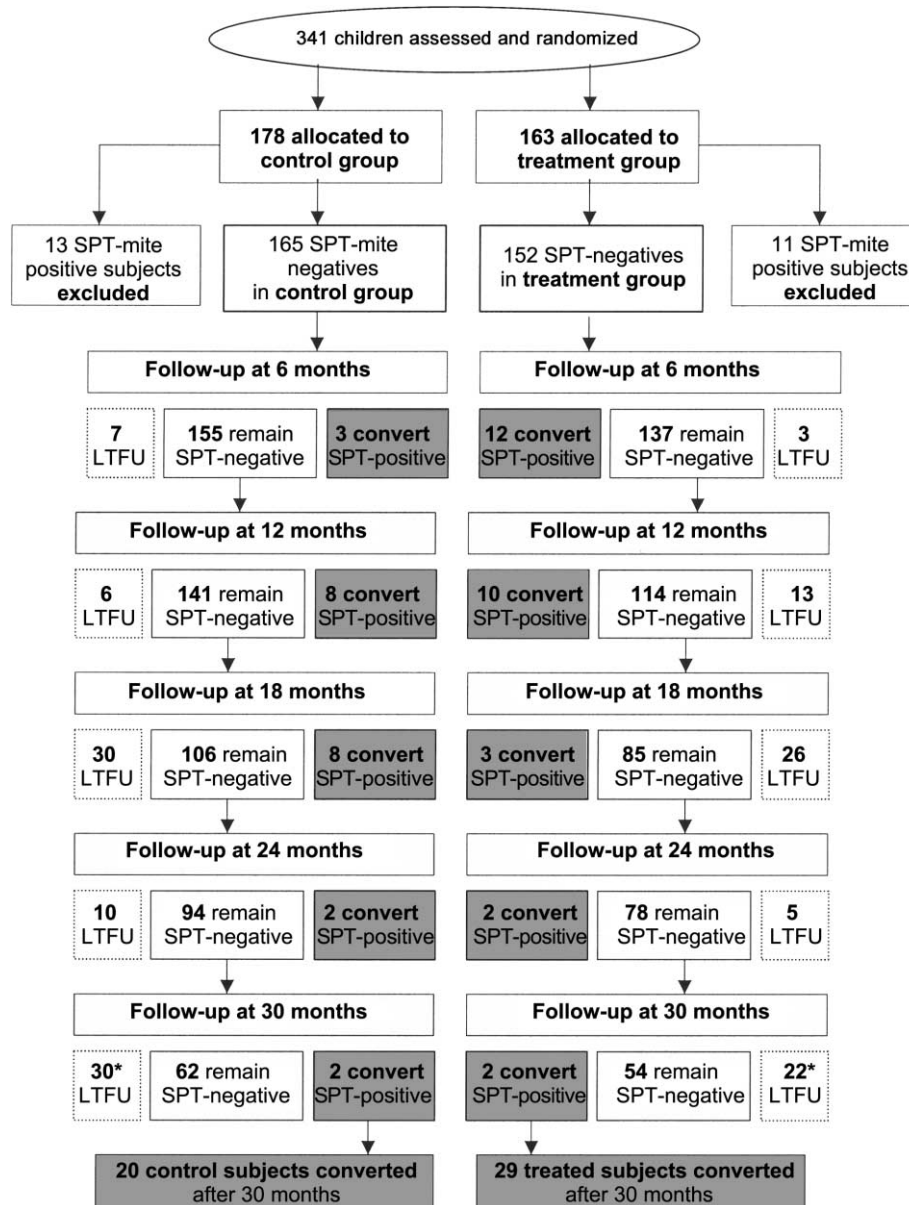 341 children assessed and randomized
178 allocated to
control group
163 allocated to
treatment group
13 SPT-mite
positive subjects
excluded
165 SPT-mite
negatives
in control group
152 SPT-negatives
in treatment group
11 SPT-mite
positive subjects
excluded
Follow-up at 6 months
Follow-up at 6 months
7
LTFU
155 remain
SPT-negative
3 convert
SPT-positive
12 convert
SPT-positive
137 remain
SPT-negative
3
LTFU
Follow-up at 12 months
Follow-up at 12 months
6
LTFU
141 remain
SPT-negative
8 convert
SPT-positive
10 convert
SPT-positive
114 remain
SPT-negative
13
LTFU
Follow-up at 18 months
Follow-up at 18 months
30
LTFU
106 remain
SPT-negative
8 convert
SPT-positive
3 convert
SPT-positive
85 remain
SPT-negative
26
LTFU
Follow-up at 24 months
Follow-up at 24 months
10
LTFU
94 remain
SPT-negative
2 convert
SPT-positive
2 convert
SPT-positive
78 remain
SPT-negative
5
LTFU
Follow-up at 30 months
Follow-up at 30 months
30*
LTFU
62 remain
SPT-negative
2 convert
SPT-positive
2 convert
SPT-positive
54 remain
SPT-negative
22*
LTFU
20 control subjects converted
after 30 months
29 treated subjects converted
after 30 months